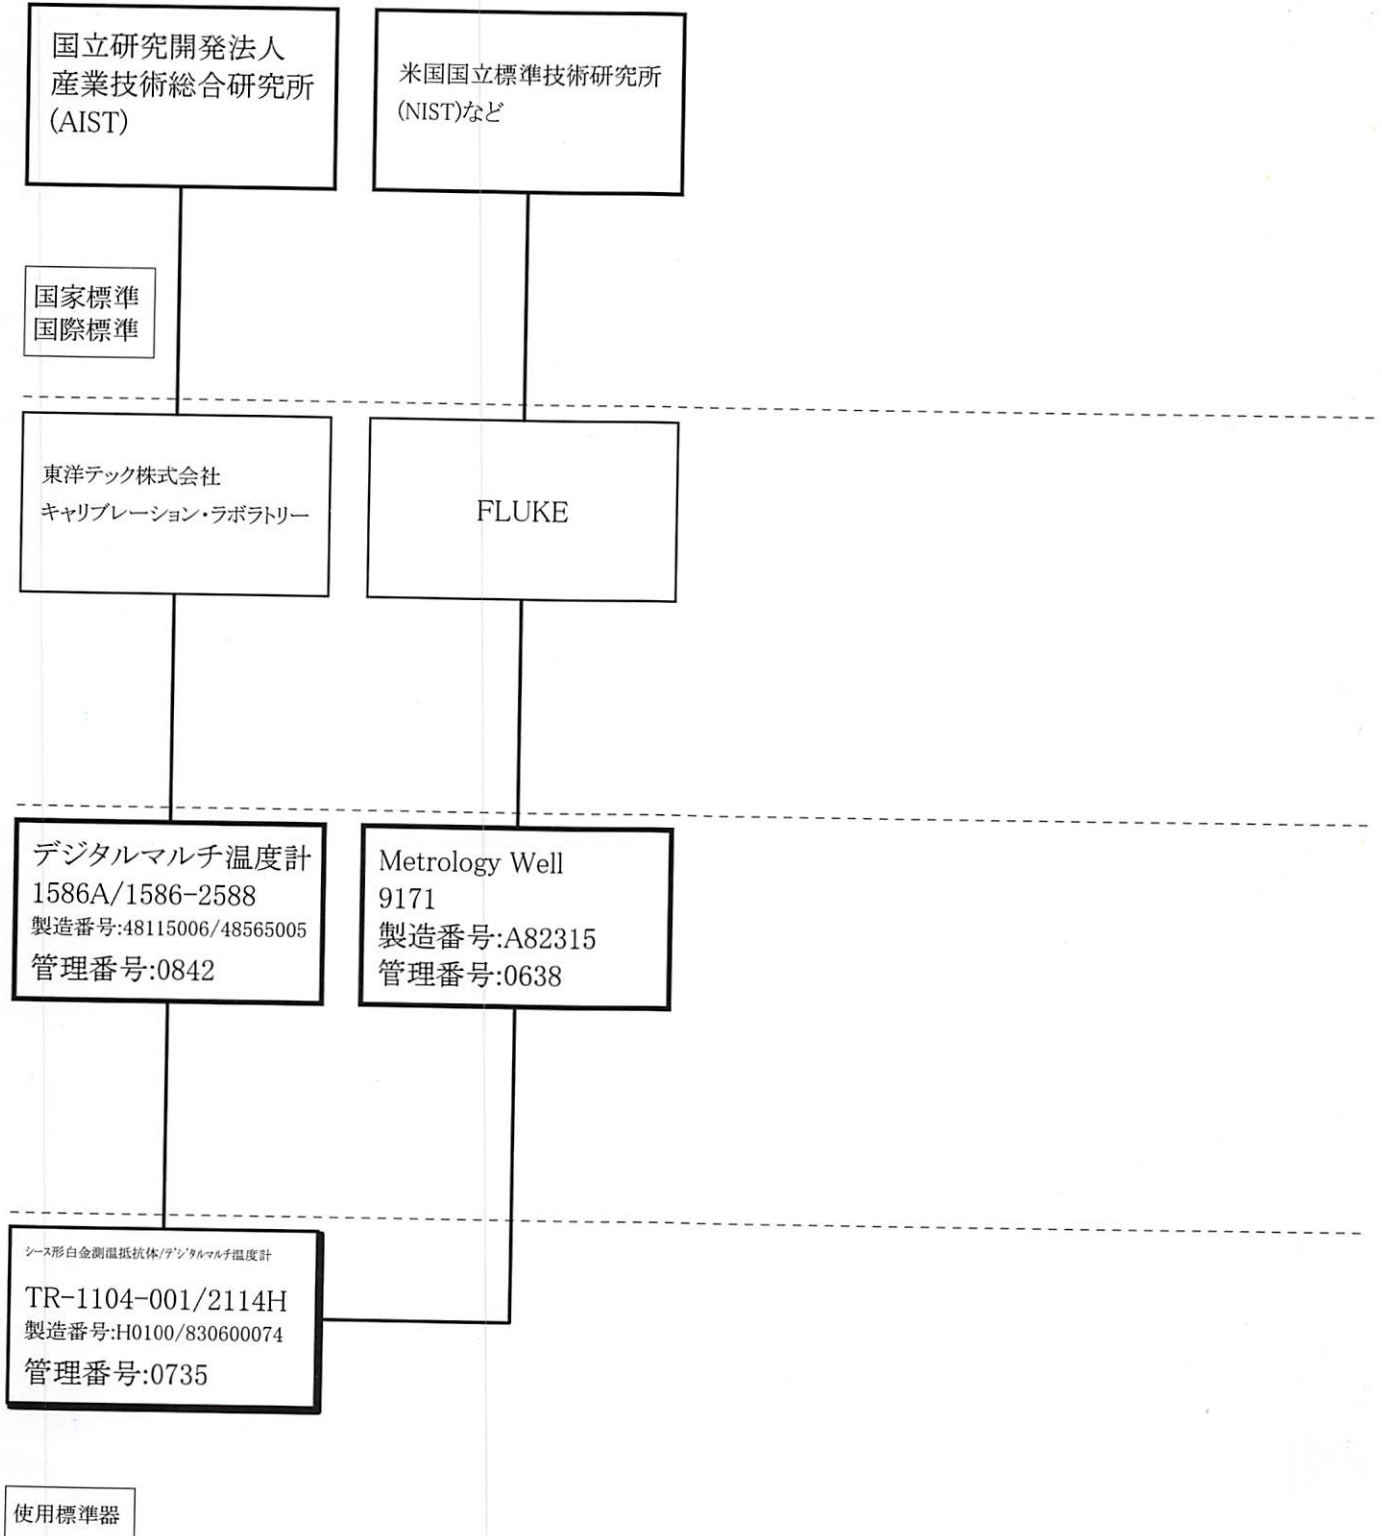 国立研究開発法人
産業技術総合研究所
(AIST)
米国国立標準技術研究所
(NIST)など
国家標準
国際標準
東洋テック株式会社
キャリブレーション・ラボラトリー
FLUKE
デジタルマルチ温度計
1586A/1586-2588
製造番号:48115006/48565005
管理番号:0842
Metrology Well
9171
製造番号:A82315
管理番号:0638
シース形白金測温抵抗体/デジタルマルチ温度計
TR-1104-001/2114H
製造番号:H0100/830600074
管理番号:0735
使用標準器